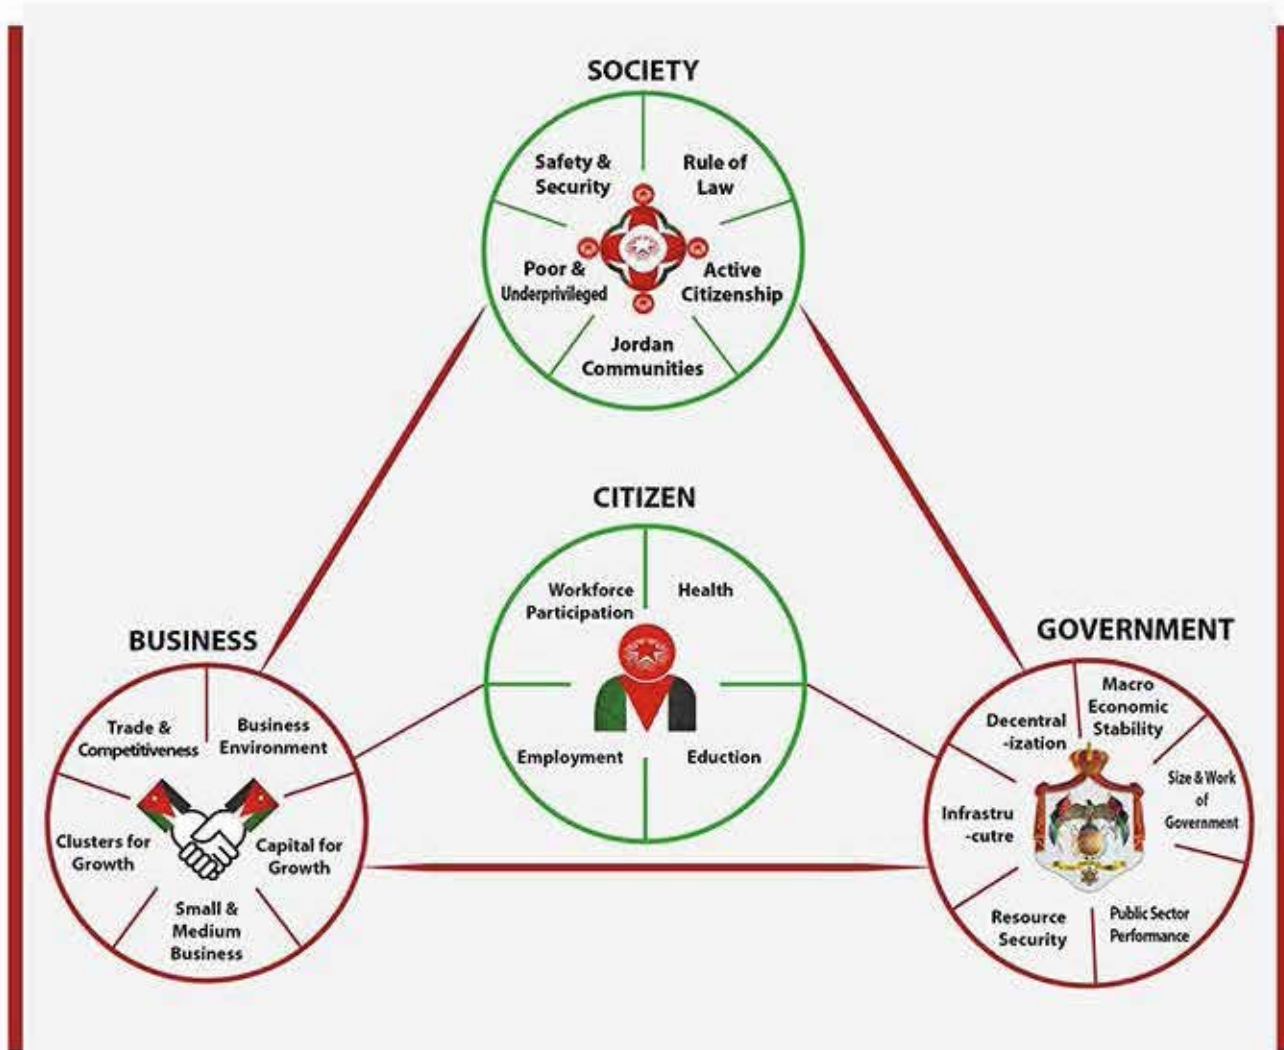 SOCIETY
Safety &
Security
Rule of
Law
Poor &
Underprivileged
Active
Citizenship
Jordan
Communities
CITIZEN
Workforce
Participation
Health
Employment
Eduction
BUSINESS
Trade &
Competitiveness
Business
Environment
Clusters for
Growth
Capital for
Growth
Small &
Medium
Business
GOVERNMENT
Decentral
-ization
Macro
Economic
Stability
Infrastru
-cutre
Size & Work
of
Government
Resource
Security
Public Sector
Performance